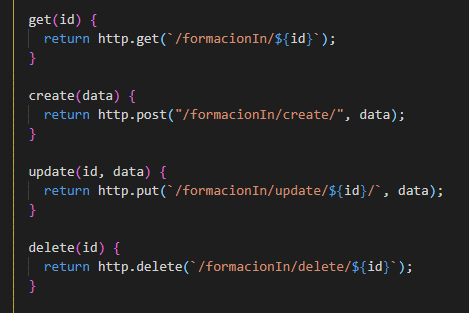 get(id) {
return http.get(`/formacionIn/${id}`);
}
create(data) {
return http.post("/formacionIn/create/", data);
}
update(id, data) {
return http.put(`/formacionIn/update/${id}/`, data);
}
delete(id) {
return http.delete(`/formacionIn/delete/${id}`);
}